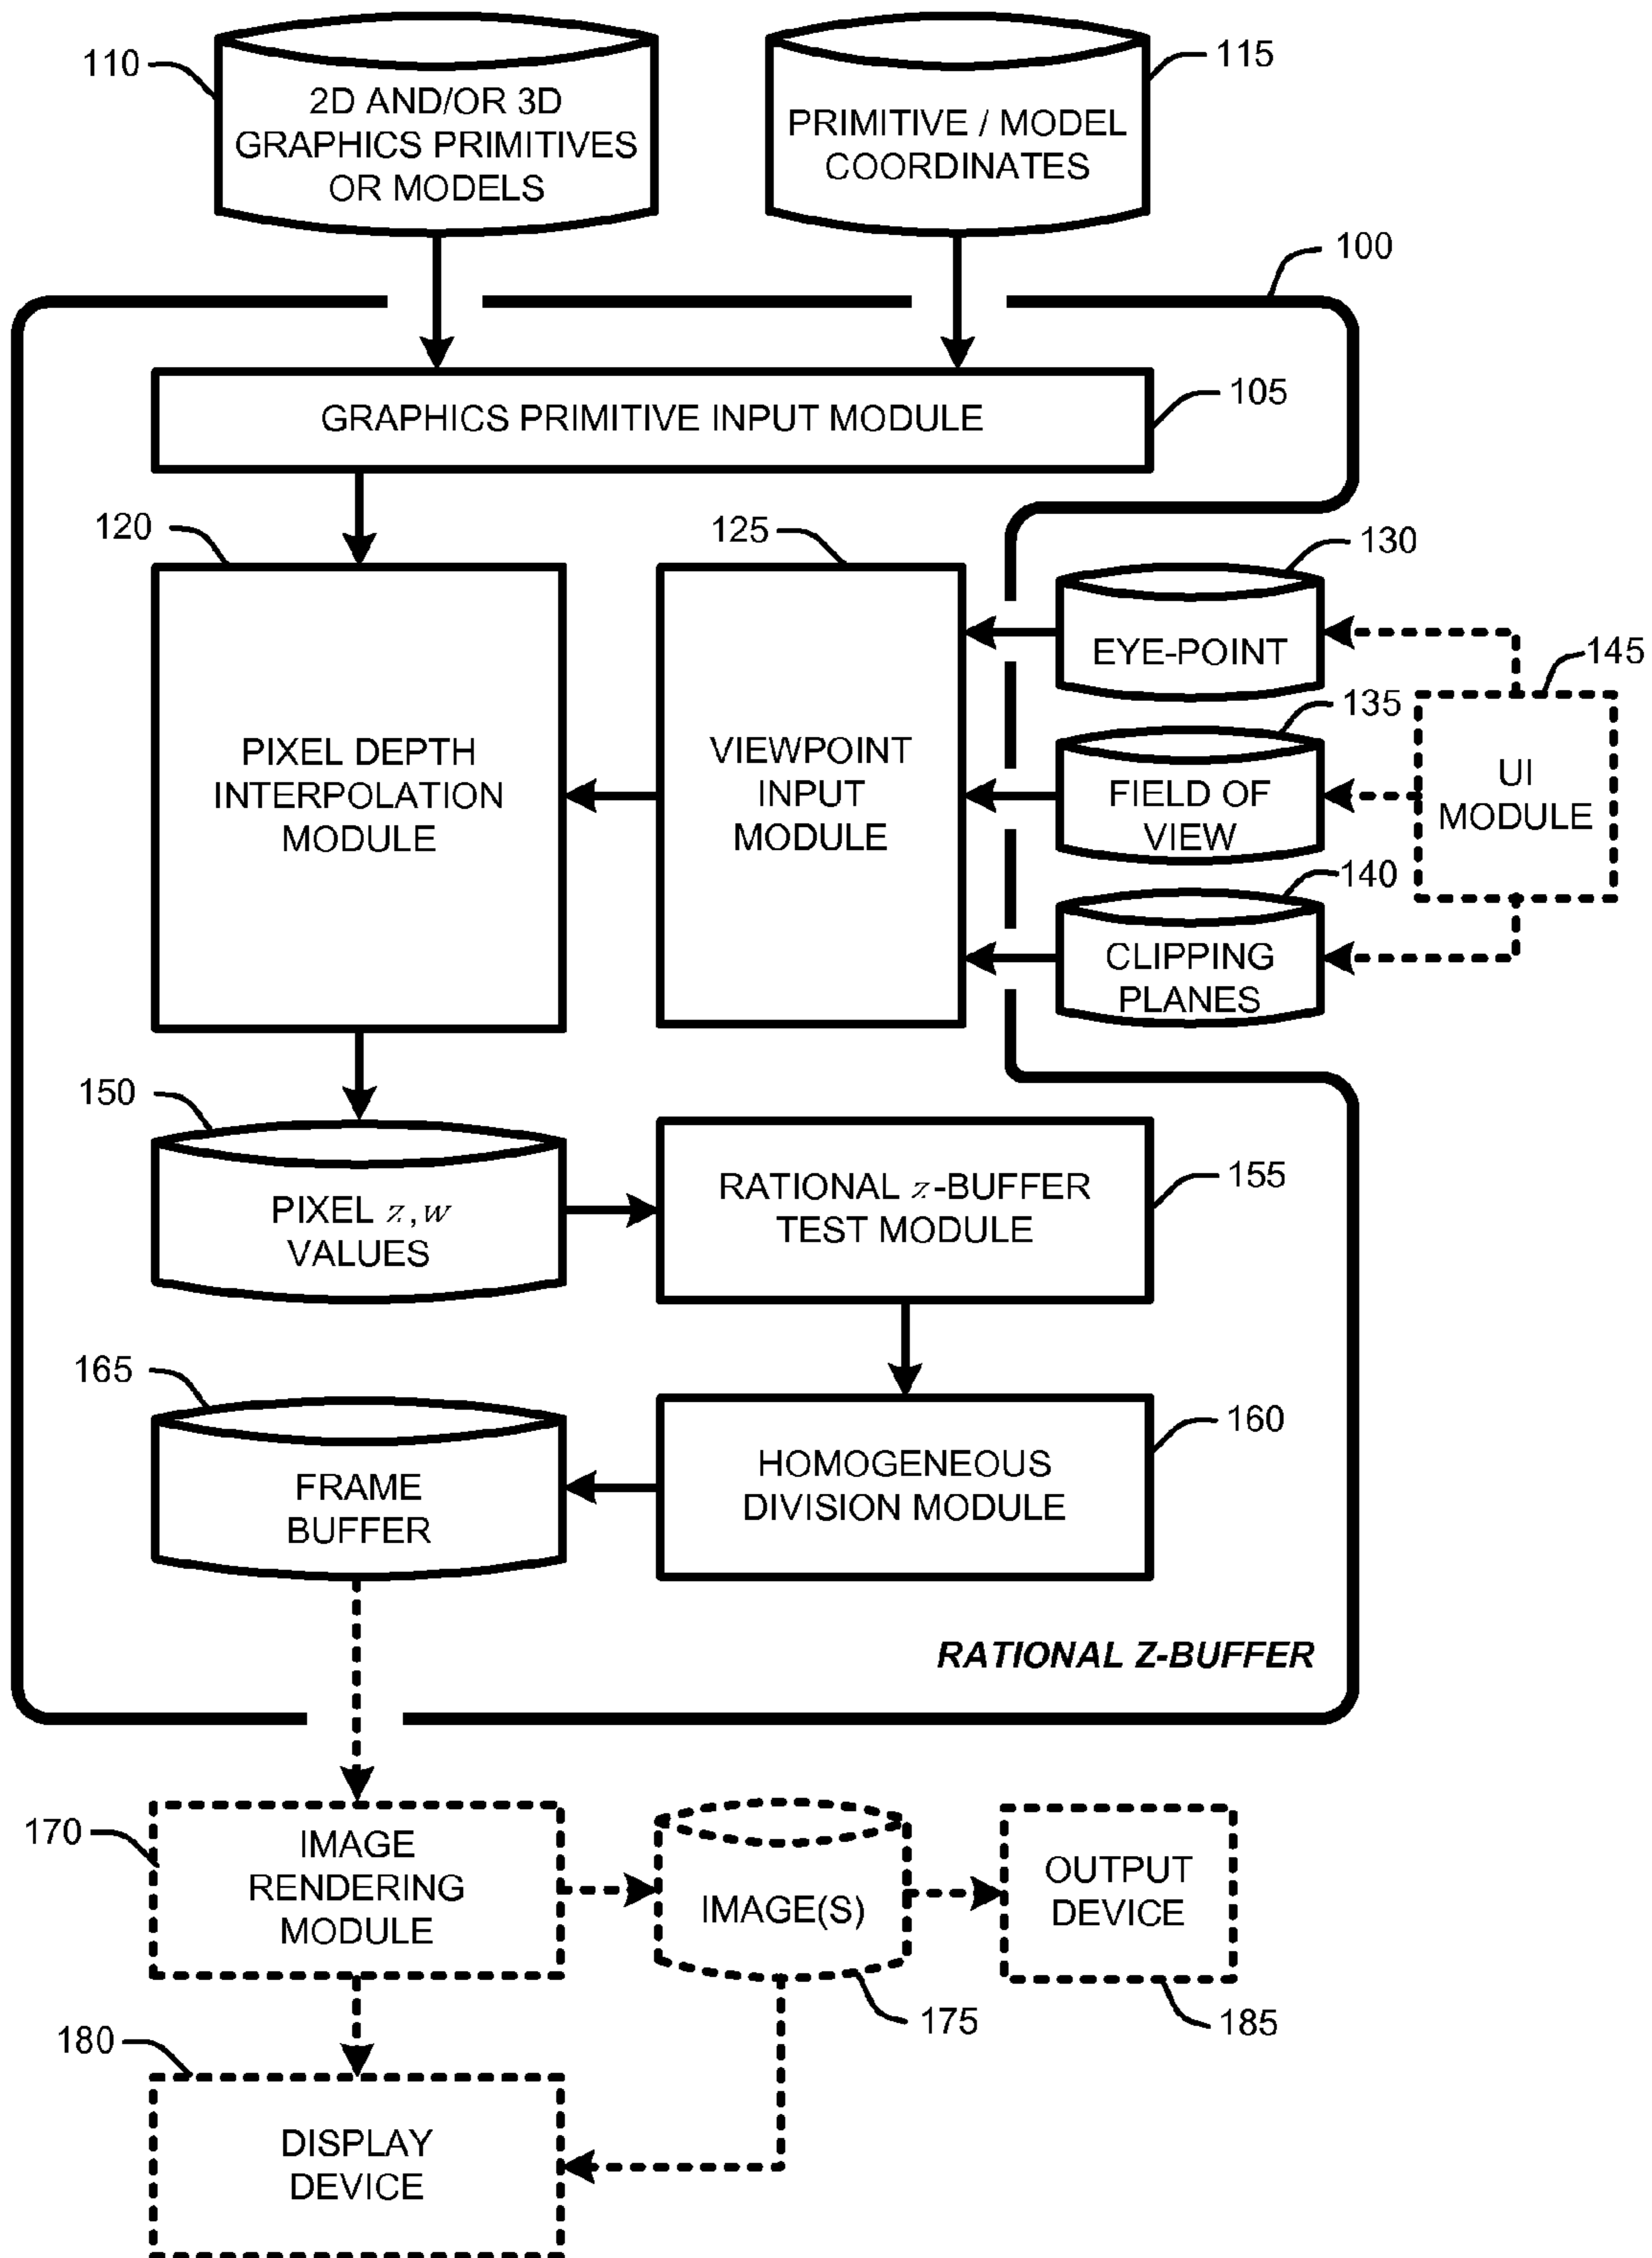 110
2D AND/OR 3D
GRAPHICS PRIMITIVES
OR MODELS
115
PRIMITIVE / MODEL
COORDINATES
100
105
GRAPHICS PRIMITIVE INPUT MODULE
120
125
130
PIXEL DEPTH
INTERPOLATION
MODULE
VIEWPOINT
INPUT
MODULE
EYE-POINT
135
FIELD OF
VIEW
140
CLIPPING
PLANES
145
UI
MODULE
150
PIXEL z,w
VALUES
155
RATIONAL z-BUFFER
TEST MODULE
165
FRAME
BUFFER
160
HOMOGENEOUS
DIVISION MODULE
RATIONAL Z-BUFFER
170
IMAGE
RENDERING
MODULE
IMAGE(S)
175
OUTPUT
DEVICE
185
180
DISPLAY
DEVICE